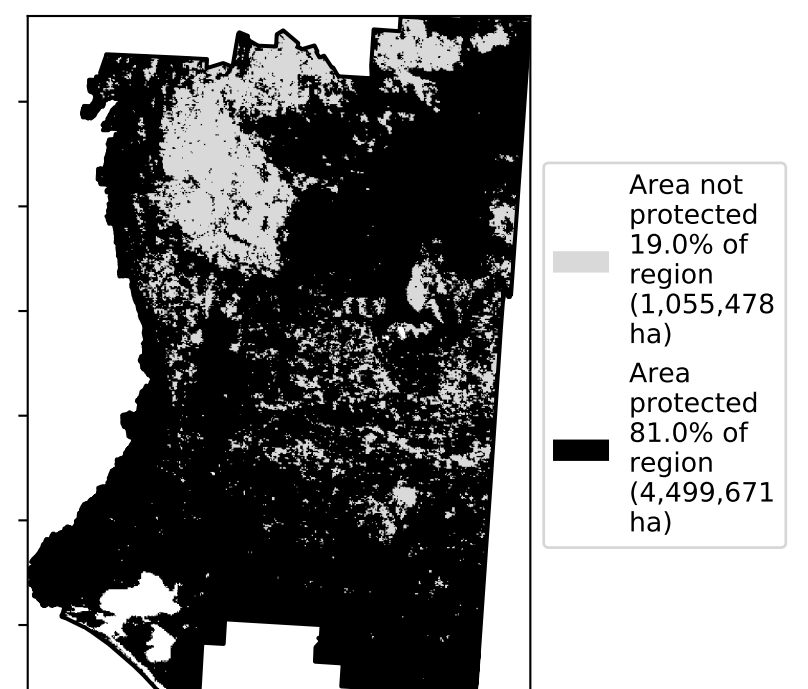 Area not
protected
19.0% of
region
(1,055,478
ha)
Area
protected
81.0% of
region
(4,499,671
ha)